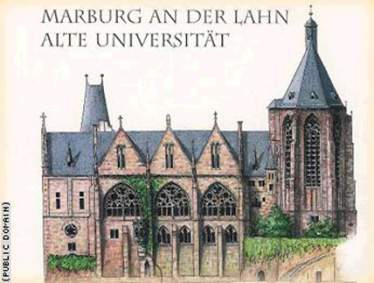 MARBURG AN DER LAHN
ALTE UNIVERSITÄT
(PUBLIC DOMAIN)